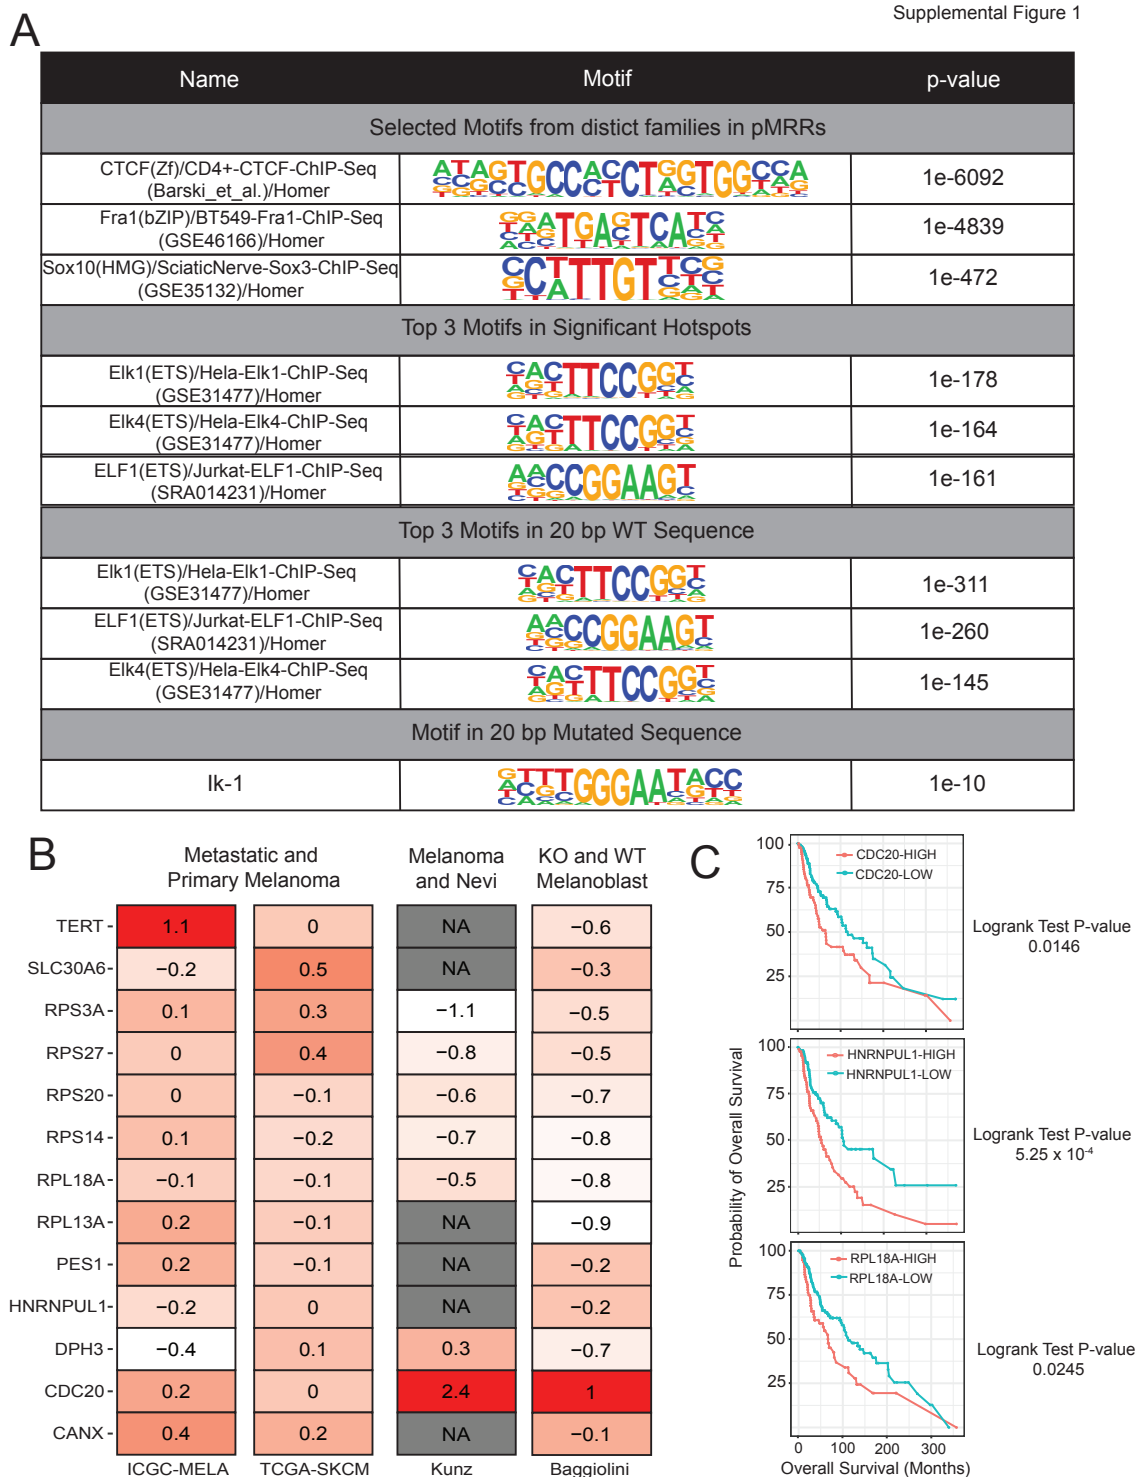 Supplemental Figure 1
A
Name Motif p-value
Selected Motifs from distict families in pMRRs
CTCF(Zf)/CD4+-CTCF-ChIP-Seq
(Barski_et_al.)/Homer
1e-6092
Fra1(bZIP)/BT549-Fra1-ChIP-Seq
(GSE46166)/Homer
1e-4839
Sox10(HMG)/SciaticNerve-Sox3-ChIP-Seq
(GSE35132)/Homer
1e-472
Top 3 Motifs in Significant Hotspots
Elk1(ETS)/Hela-Elk1-ChIP-Seq
(GSE31477)/Homer
1e-178
Elk4(ETS)/Hela-Elk4-ChIP-Seq
(GSE31477)/Homer
1e-164
ELF1(ETS)/Jurkat-ELF1-ChIP-Seq
(SRA014231)/Homer
1e-161
Top 3 Motifs in 20 bp WT Sequence
Elk1(ETS)/Hela-Elk1-ChIP-Seq
(GSE31477)/Homer
1e-311
ELF1(ETS)/Jurkat-ELF1-ChIP-Seq
(SRA014231)/Homer
1e-260
Elk4(ETS)/Hela-Elk4-ChIP-Seq
(GSE31477)/Homer
1e-145
Motif in 20 bp Mutated Sequence
Ik-1
1e-10
B
Metastatic and
Primary Melanoma
Melanoma
and Nevi
KO and WT
Melanoblast
TERT 1.1 0 NA −0.6
SLC30A6 −0.2 0.5 NA −0.3
RPS3A 0.1 0.3 −1.1 −0.5
RPS27 0 0.4 −0.8 −0.5
RPS20 0 −0.1 −0.6 −0.7
RPS14 0.1 −0.2 −0.7 −0.8
RPL18A −0.1 −0.1 −0.5 −0.8
RPL13A 0.2 −0.1 NA −0.9
PES1 0.2 −0.1 NA −0.2
HNRNPUL1 −0.2 0 NA −0.2
DPH3 −0.4 0.1 0.3 −0.7
CDC20 0.2 0 2.4 1
CANX 0.4 0.2 NA −0.1
ICGC-MELA TCGA-SKCM Kunz Baggiolini
C
Probability of Overall Survival
100
75
50
25
CDC20-HIGH
CDC20-LOW
Logrank Test P-value
0.0146
100
75
50
25
HNRNPUL1-HIGH
HNRNPUL1-LOW
Logrank Test P-value
5.25 x 10⁻⁴
100
75
50
25
RPL18A-HIGH
RPL18A-LOW
Logrank Test P-value
0.0245
0 100 200 300
Overall Survival (Months)